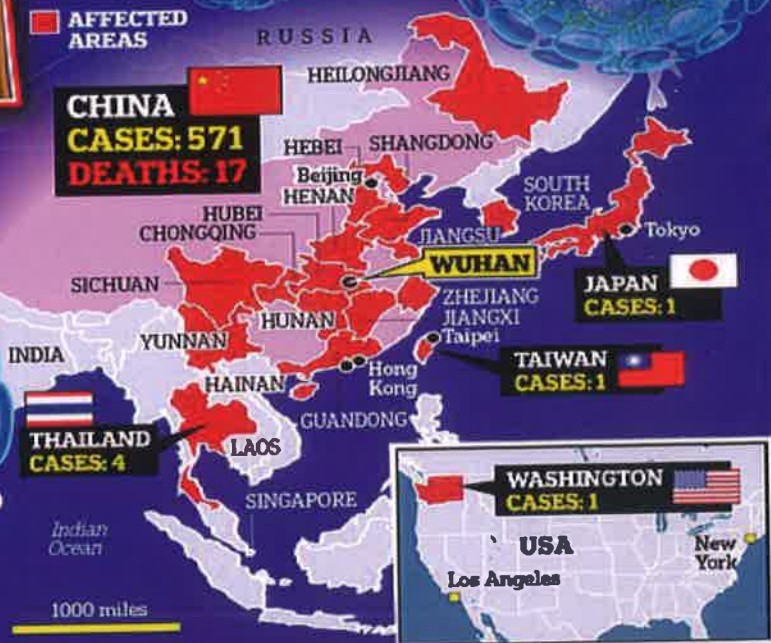 AFFECTED
AREAS
RUSSIA
HEILONGJIANG
CHINA
CASES: 571
DEATHS: 17
HEBEI
SHANGDONG
Beijing
HENAN
SOUTH
KOREA
HUBEI
CHONGQING
JIANGSU
Tokyo
WUHAN
SICHUAN
JAPAN
CASES: 1
ZHEJIANG
JIANGXI
HUNAN
YUNNAN
Taipei
INDIA
TAIWAN
CASES: 1
Hong
Kong
HAINAN
GUANDONG
THAILAND
CASES: 4
LAOS
WASHINGTON
CASES: 1
SINGAPORE
Indian
Ocean
USA
New
York
Los Angeles
1000 miles